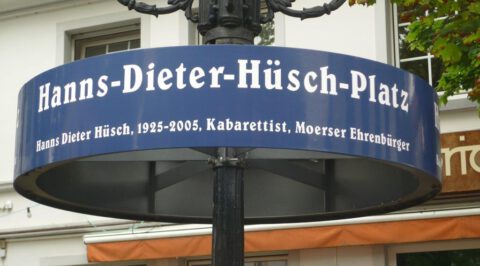 Hanns-Dieter-Hüsch-Platz
Hanns Dieter Hüsch, 1925-2005, Kabarettist, Moerser Ehrenbürger